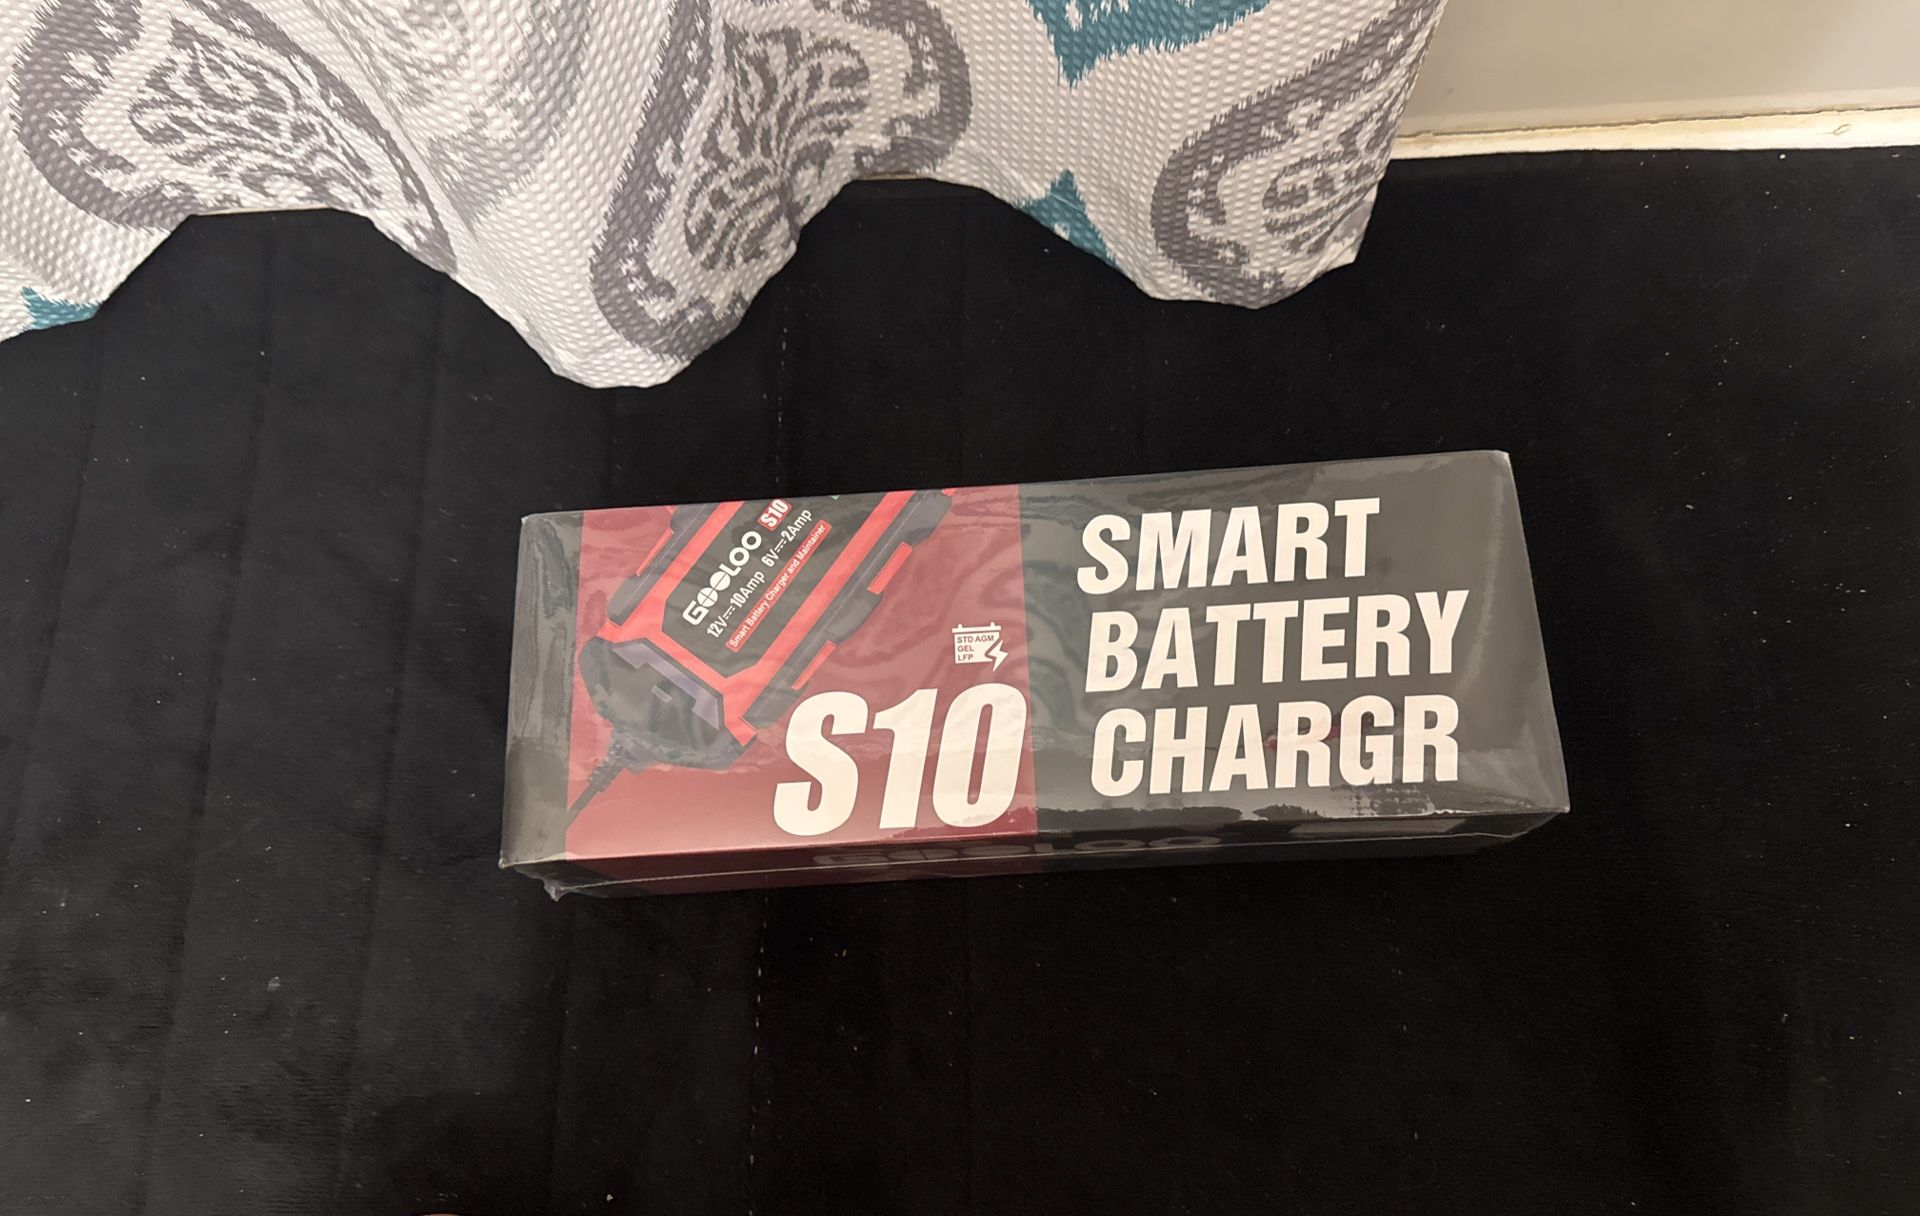 GOOLOO S10
12V⎓10Amp 6V⎓2Amp
Smart Battery Charger and Maintainer
STD AGM
GEL
LFP
S10
SMART
BATTERY
CHARGR
GOOLOO